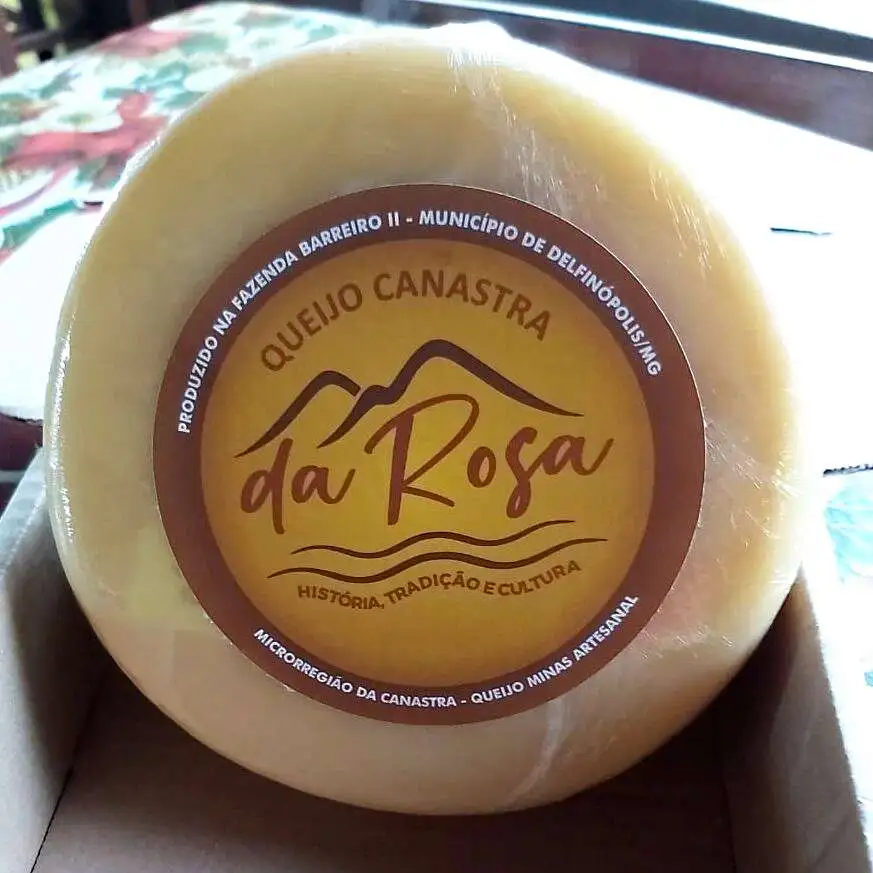 PRODUZIDO NA FAZENDA BARREIRO II - MUNICÍPIO DE DELFINÓPOLIS/MG
QUEIJO CANASTRA
da Rosa
HISTÓRIA, TRADIÇÃO E CULTURA
MICRORREGIÃO DA CANASTRA - QUEIJO MINAS ARTESANAL